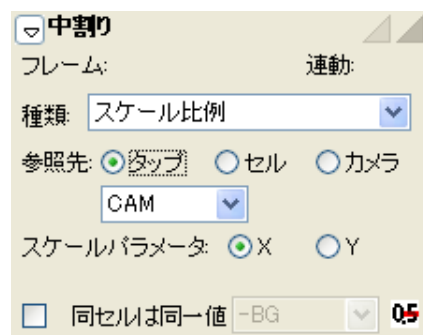 中割り
フレーム: 連動:
種類: スケール比例
参照先: タップ セル カメラ
CAM
スケールパラメータ: X Y
同セルは同一値 -BG 0.5